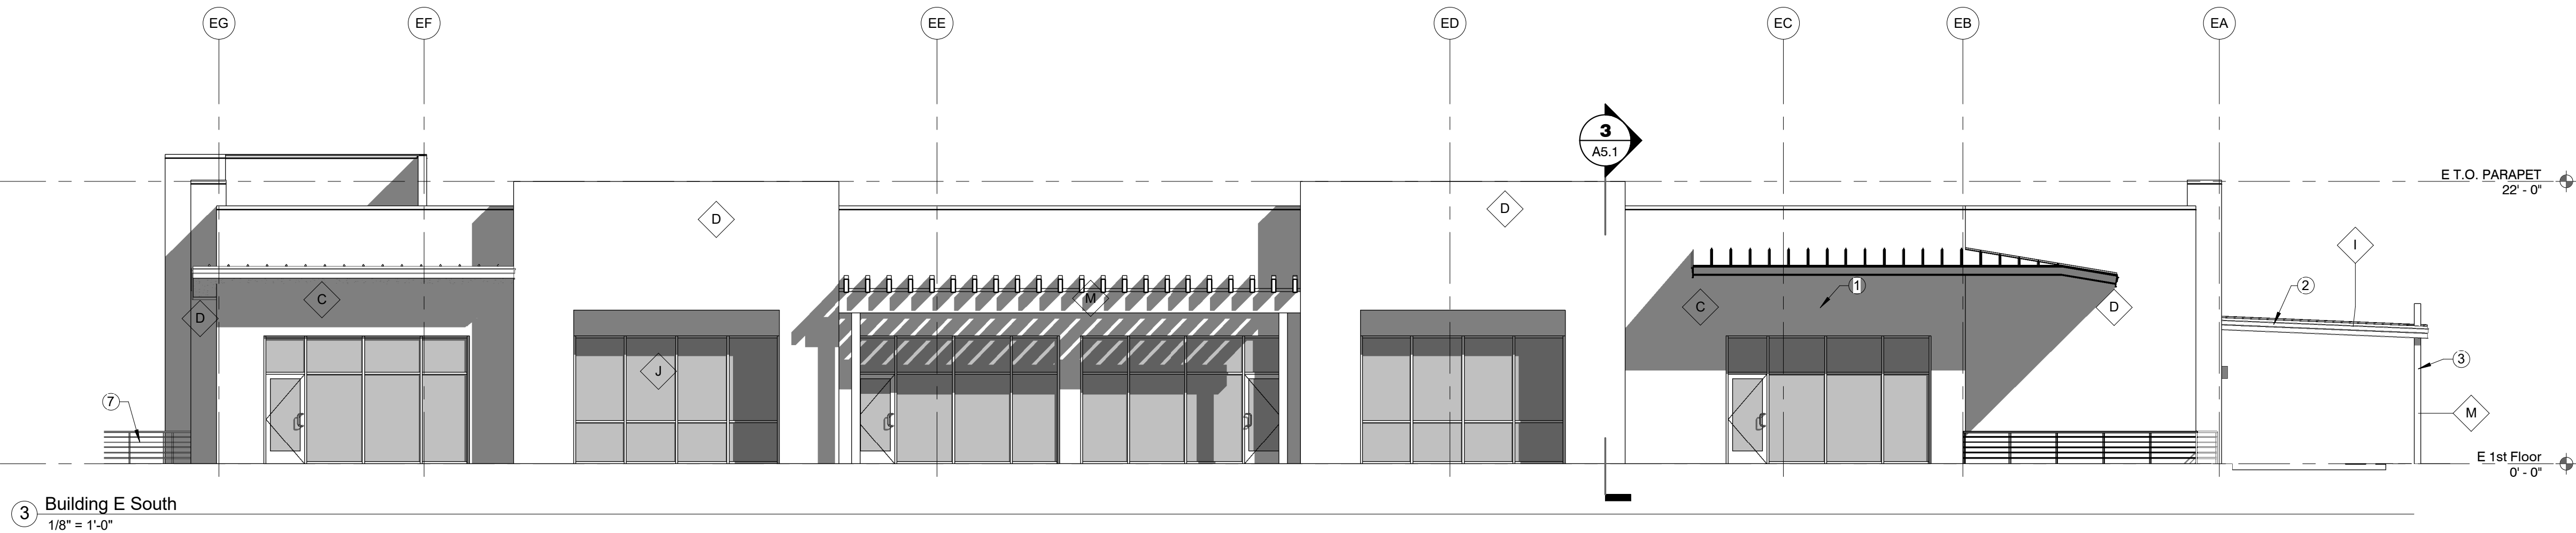 EG EF EE ED EC EB EA
3
A5.1
E T.O. PARAPET
22' - 0"
D D
I
2
C M 1
D C D
J 3
7 M
E 1st Floor
0' - 0"
3 Building E South
1/8" = 1'-0"